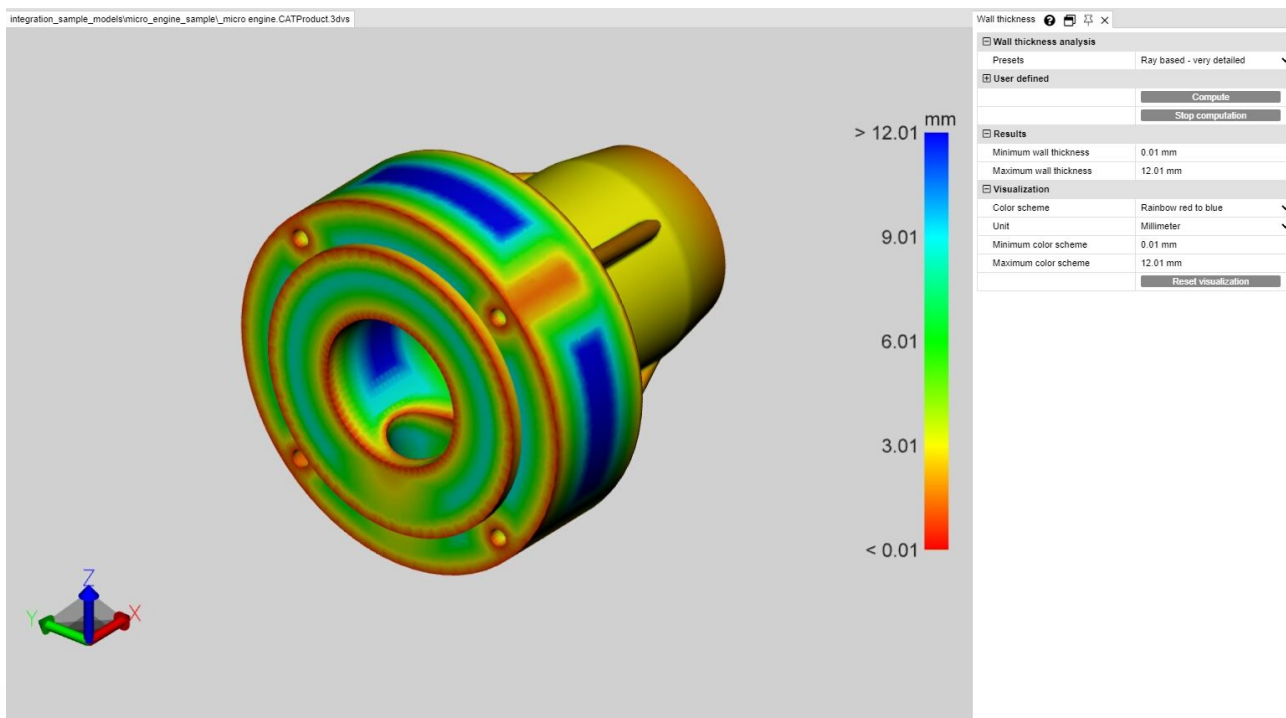 integration_sample_models\micro_engine_sample\_micro engine.CATProduct.3dvs
Wall thickness
Wall thickness analysis
Presets Ray based - very detailed
User defined
Compute
Stop computation
Results
Minimum wall thickness 0.01 mm
Maximum wall thickness 12.01 mm
Visualization
Color scheme Rainbow red to blue
Unit Millimeter
Minimum color scheme 0.01 mm
Maximum color scheme 12.01 mm
Reset visualization
mm
> 12.01
9.01
6.01
3.01
< 0.01
Z
Y
X